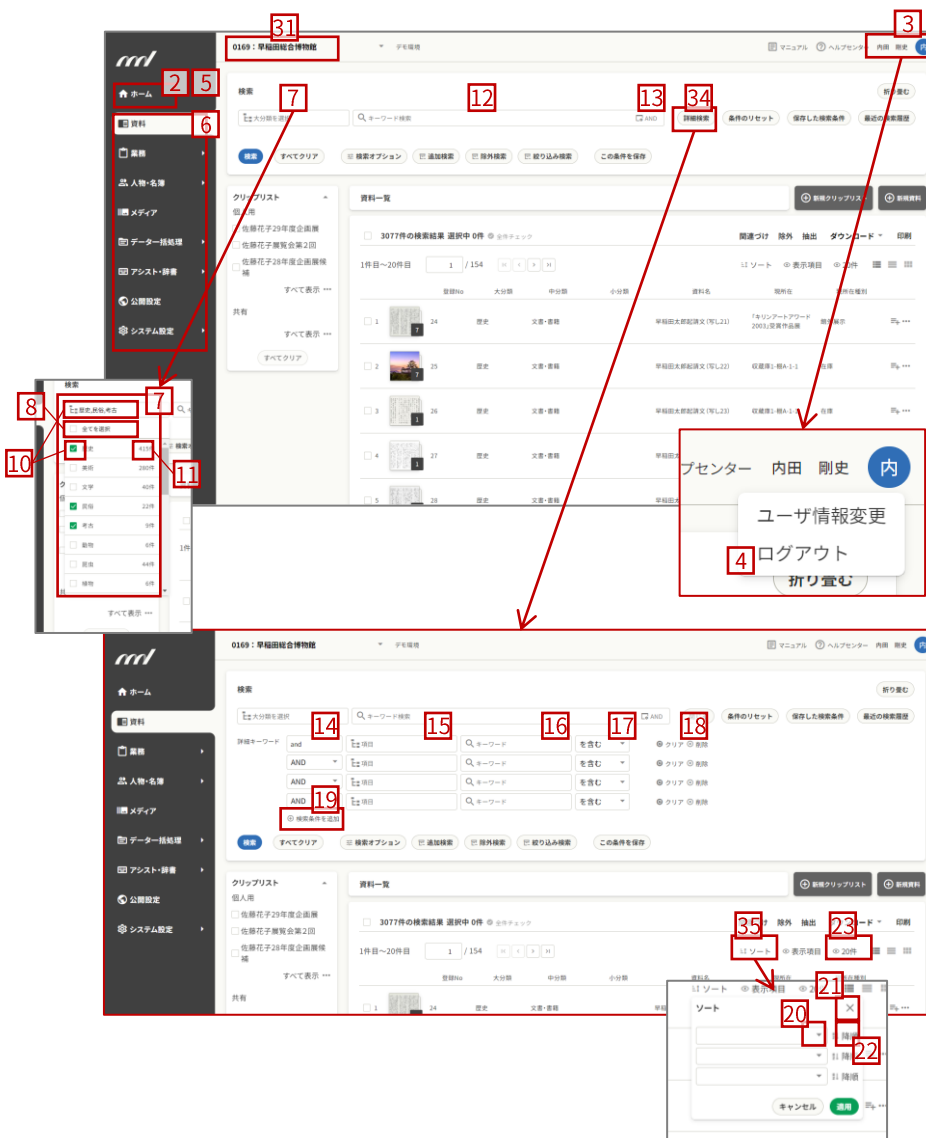 31
3
0169：早稲田総合博物館
デモ環境
マニュアル
ヘルプセンター
内田 剛史
内
2
5
ホーム
検索
折り畳む
7
12
13
34
大分類を選択
キーワード検索
AND
詳細検索
条件のリセット
保存した検索条件
最近の検索履歴
6
資料
業務
検索
すべてクリア
検索オプション
追加検索
除外検索
絞り込み検索
この条件を保存
人物・名簿
メディア
データ一括処理
アシスト・辞書
公開設定
システム設定
クリップリスト
個人用
佐藤花子29年度企画展
佐藤花子展覧会第2回
佐藤花子28年度企画展候補
すべて表示 •••
共有
すべて表示 •••
すべてクリア
資料一覧
新規クリップリスト
新規資料
3077件の検索結果 選択中 0件
全件チェック
関連づけ
除外
抽出
ダウンロード
印刷
1件目～20件目
1
/ 154
ソート
表示項目
20件
登録No
大分類
中分類
小分類
資料名
現所在
所在種別
1
7
24
歴史
文書・書籍
早稲田太郎起請文（写し21）
「キリンアートアワード2003」受賞作品展
展示
2
7
25
歴史
文書・書籍
早稲田太郎起請文（写し22）
収蔵庫1-棚A-1-1
在庫
3
1
26
歴史
文書・書籍
早稲田太郎起請文（写し23）
収蔵庫1-棚A-1-2
在庫
4
1
27
歴史
文書・書籍
早稲田
5
28
歴史
文書・書籍
早稲田太
検索
7
8
歴史,民俗,考古
全てを選択
10
11
史
415件
美術
280件
文学
40件
民俗
22件
考古
9件
動物
6件
昆虫
44件
植物
6件
すべて表示 •••
プセンター
内田 剛史
内
ユーザ情報変更
4
ログアウト
折り畳む
0169：早稲田総合博物館
デモ環境
マニュアル
ヘルプセンター
内田 剛史
内
ホーム
資料
業務
人物・名簿
メディア
データ一括処理
アシスト・辞書
公開設定
システム設定
検索
折り畳む
大分類を選択
キーワード検索
AND
条件のリセット
保存した検索条件
最近の検索履歴
14
15
16
17
18
詳細キーワード
and
項目
キーワード
を含む
クリア
削除
AND
項目
キーワード
を含む
クリア
削除
AND
項目
キーワード
を含む
クリア
削除
AND
項目
キーワード
を含む
クリア
削除
19
検索条件を追加
検索
すべてクリア
検索オプション
追加検索
除外検索
絞り込み検索
この条件を保存
クリップリスト
個人用
佐藤花子29年度企画展
佐藤花子展覧会第2回
佐藤花子28年度企画展候補
すべて表示 •••
共有
資料一覧
新規クリップリスト
新規資料
3077件の検索結果 選択中 0件
全件チェック
除外
抽出
印刷
35
23
1件目～20件目
1
/ 154
ソート
表示項目
20件
登録No
大分類
中分類
小分類
資料名
1
24
歴史
文書・書籍
ソート
表示項目
21
ソート
20
降順
22
降順
降順
キャンセル
適用